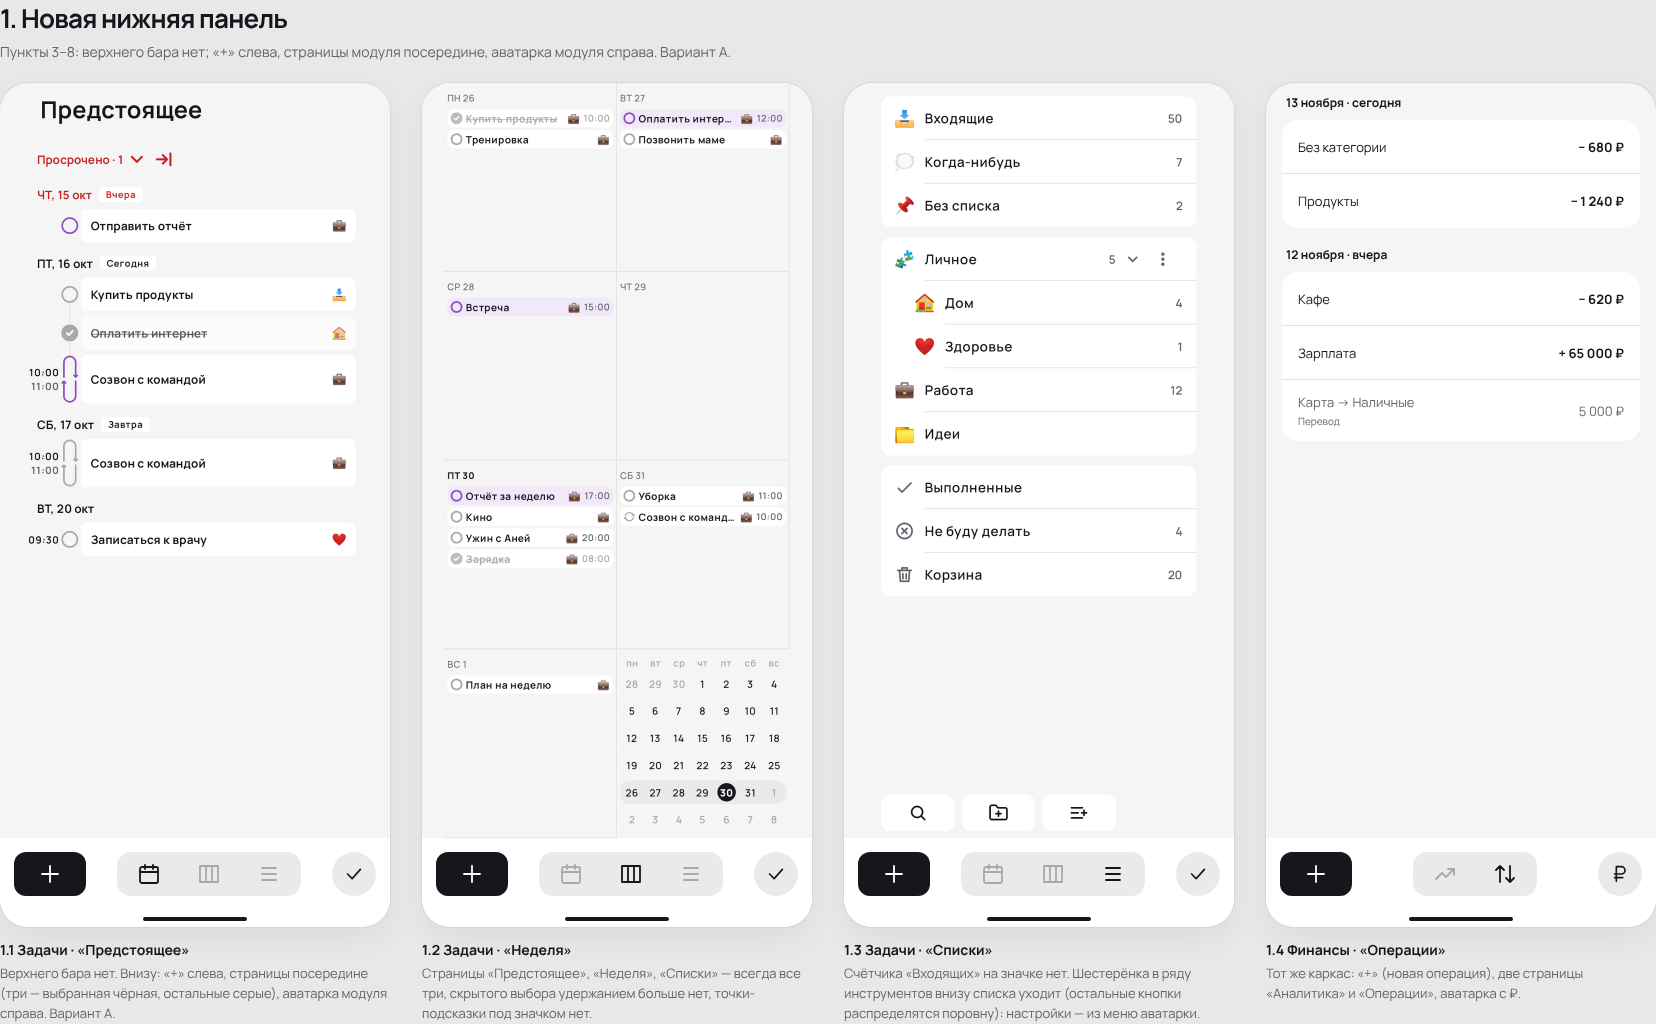 1. Новая нижняя панель
Пункты 3–8: верхнего бара нет; «+» слева, страницы модуля посередине, аватарка модуля справа. Вариант А.
Предстоящее
Просрочено · 1
ЧТ, 15 окт Вчера
Отправить отчёт
ПТ, 16 окт Сегодня
Купить продукты
Оплатить интернет
10:00
11:00
Созвон с командой
СБ, 17 окт Завтра
10:00
11:00
Созвон с командой
ВТ, 20 окт
09:30 Записаться к врачу
1.1 Задачи · «Предстоящее»
Верхнего бара нет. Внизу: «+» слева, страницы посередине
(три — выбранная чёрная, остальные серые), аватарка модуля
справа. Вариант А.
ПН 26
Купить продукты 10:00
Тренировка
ВТ 27
Оплатить интер... 12:00
Позвонить маме
СР 28
Встреча 15:00
ЧТ 29
ПТ 30
Отчёт за неделю 17:00
Кино
Ужин с Аней 20:00
Зарядка 08:00
СБ 31
Уборка 11:00
Созвон с команд... 10:00
ВС 1
План на неделю
пн вт ср чт пт сб вс
28 29 30 1 2 3 4
5 6 7 8 9 10 11
12 13 14 15 16 17 18
19 20 21 22 23 24 25
26 27 28 29 30 31 1
2 3 4 5 6 7 8
1.2 Задачи · «Неделя»
Страницы «Предстоящее», «Неделя», «Списки» — всегда все
три, скрытого выбора удержанием больше нет, точки-
подсказки под значком нет.
Входящие 50
Когда-нибудь 7
Без списка 2
Личное 5
Дом 4
Здоровье 1
Работа 12
Идеи
Выполненные
Не буду делать 4
Корзина 20
1.3 Задачи · «Списки»
Счётчика «Входящих» на значке нет. Шестерёнка в ряду
инструментов внизу списка уходит (остальные кнопки
распределятся поровну): настройки — из меню аватарки.
13 ноября · сегодня
Без категории − 680 ₽
Продукты − 1 240 ₽
12 ноября · вчера
Кафе − 620 ₽
Зарплата + 65 000 ₽
Карта → Наличные 5 000 ₽
Перевод
₽
1.4 Финансы · «Операции»
Тот же каркас: «+» (новая операция), две страницы
«Аналитика» и «Операции», аватарка с ₽.